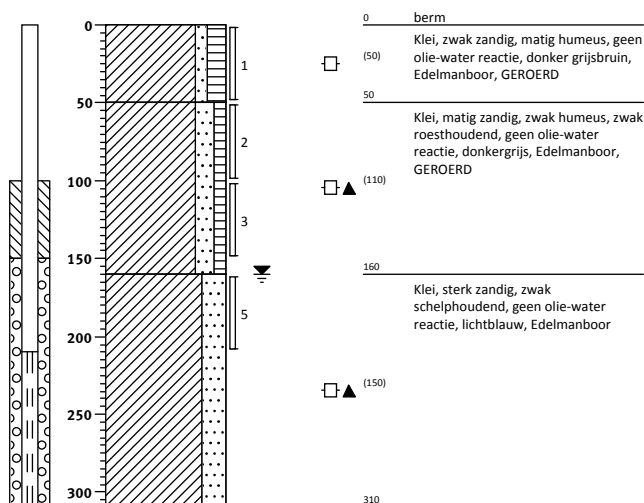 0
50
100
150
200
250
300
1
2
3
5
0 berm
(50)
Klei, zwak zandig, matig humeus, geen
olie-water reactie, donker grijsbruin,
Edelmanboor, GEROERD
50
Klei, matig zandig, zwak humeus, zwak
roesthoudend, geen olie-water
reactie, donkergrijs, Edelmanboor,
GEROERD
(110)
160
Klei, sterk zandig, zwak
schelphoudend, geen olie-water
reactie, lichtblauw, Edelmanboor
(150)
310